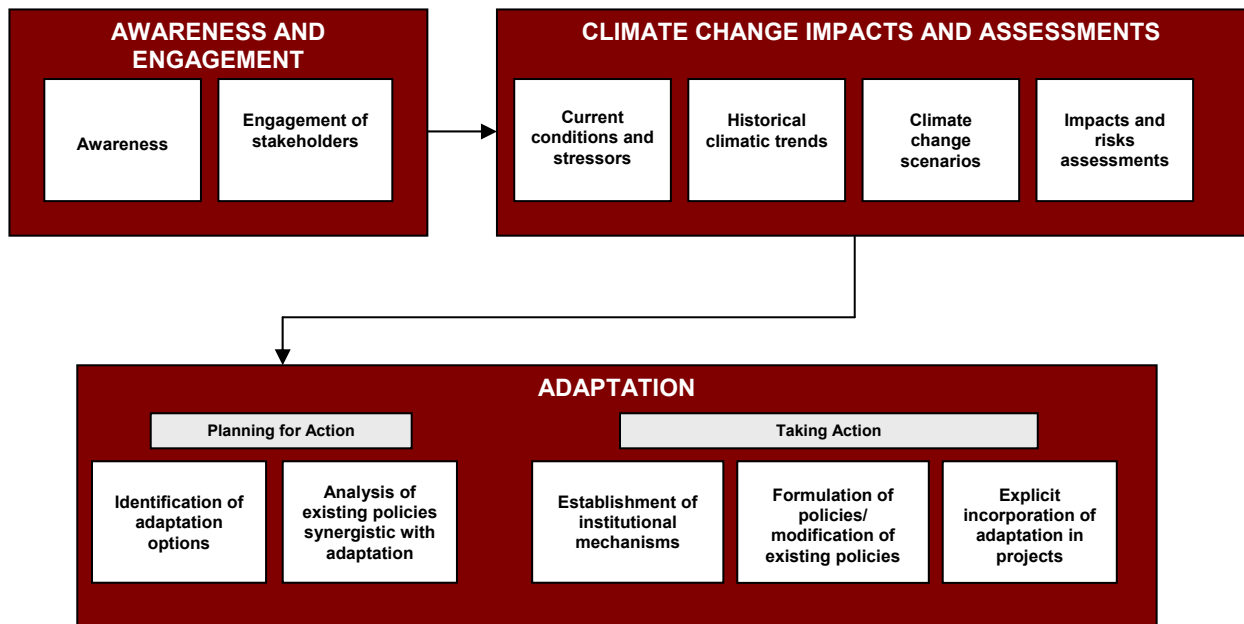 AWARENESS AND
ENGAGEMENT
Awareness
Engagement of
stakeholders
CLIMATE CHANGE IMPACTS AND ASSESSMENTS
Current
conditions and
stressors
Historical
climatic trends
Climate
change
scenarios
Impacts and
risks
assessments
ADAPTATION
Planning for Action
Identification of
adaptation
options
Analysis of
existing policies
synergistic with
adaptation
Taking Action
Establishment of
institutional
mechanisms
Formulation of
policies/
modification of
existing policies
Explicit
incorporation of
adaptation in
projects